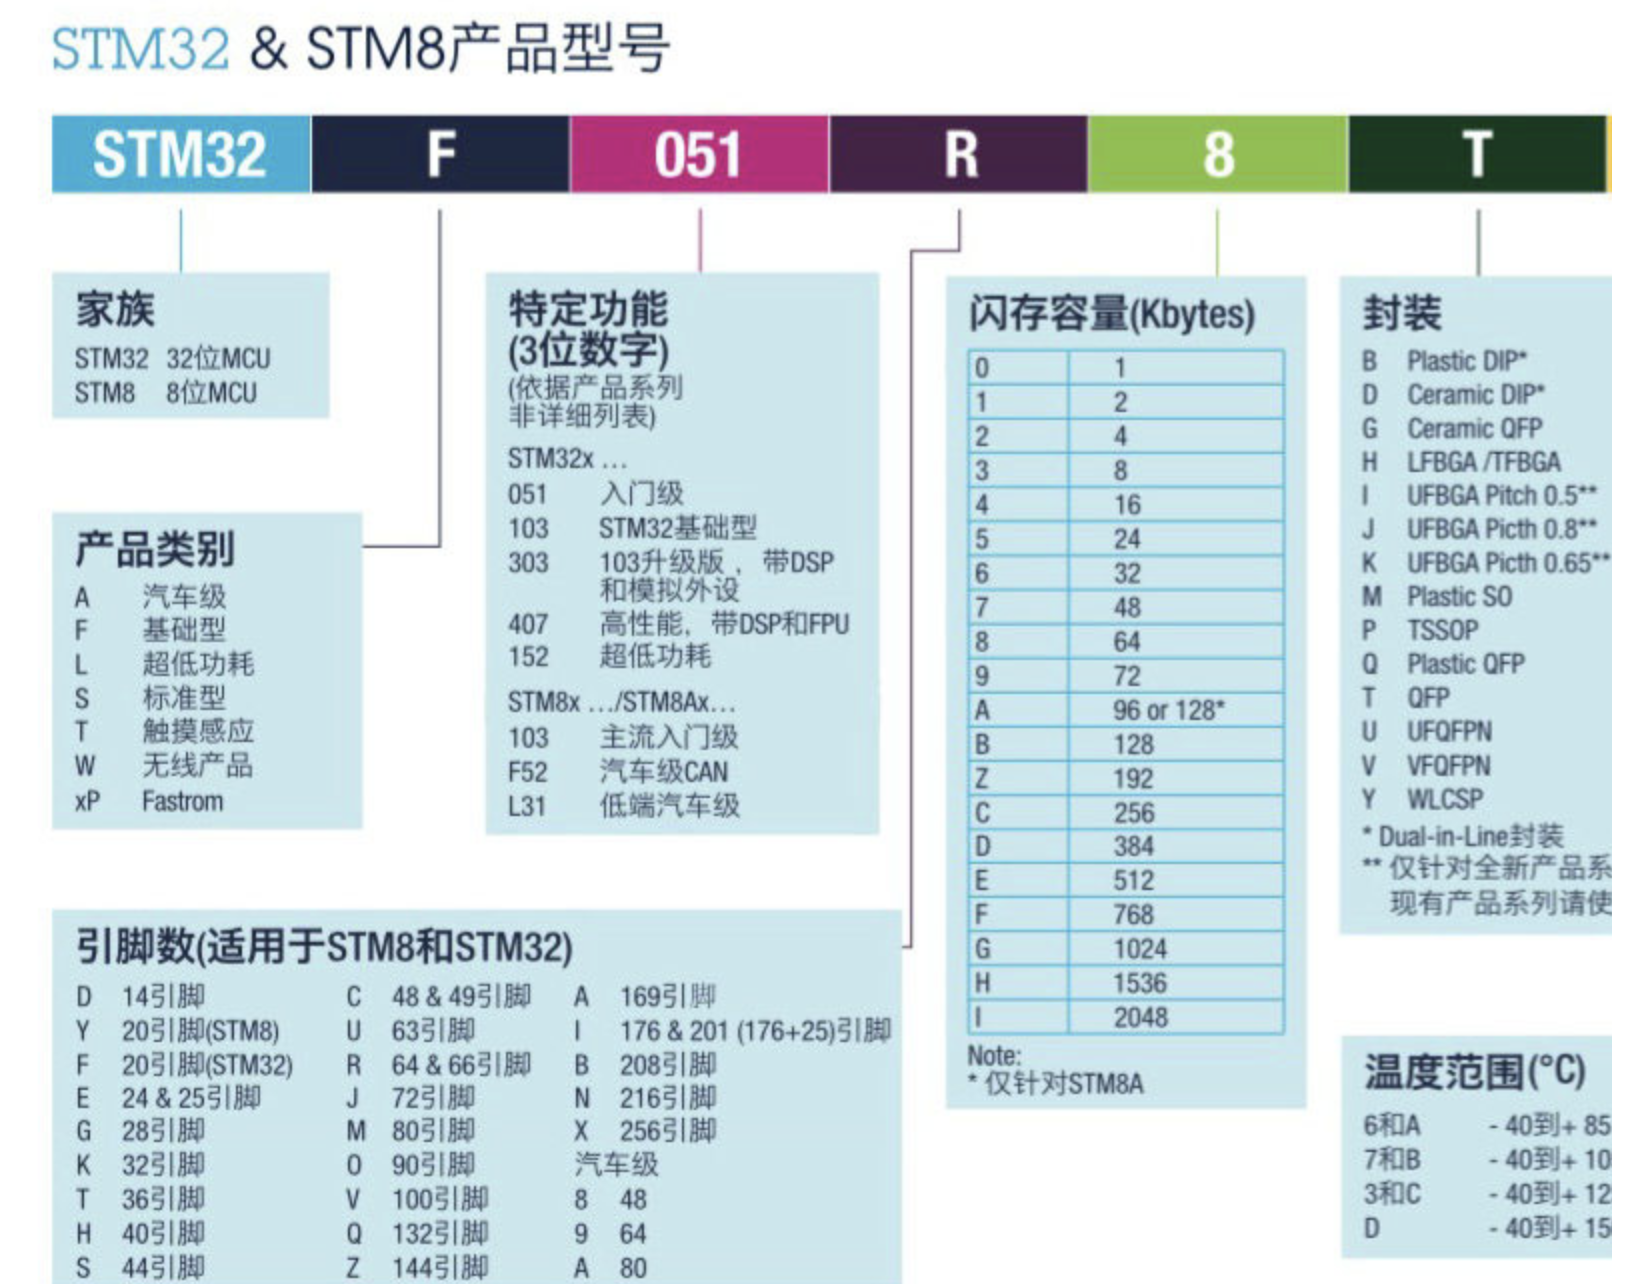 STM32 & STM8产品型号
STM32 F 051 R 8 T
家族
STM32 32位MCU
STM8 8位MCU
产品类别
A 汽车级
F 基础型
L 超低功耗
S 标准型
T 触摸感应
W 无线产品
xP Fastrom
特定功能
(3位数字)
(依据产品系列
非详细列表)
STM32x ...
051 入门级
103 STM32基础型
303 103升级版，带DSP
和模拟外设
407 高性能，带DSP和FPU
152 超低功耗
STM8x .../STM8Ax...
103 主流入门级
F52 汽车级CAN
L31 低端汽车级
闪存容量(Kbytes)
0 1
1 2
2 4
3 8
4 16
5 24
6 32
7 48
8 64
9 72
A 96 or 128*
B 128
Z 192
C 256
D 384
E 512
F 768
G 1024
H 1536
I 2048
Note:
* 仅针对STM8A
封装
B Plastic DIP*
D Ceramic DIP*
G Ceramic QFP
H LFBGA /TFBGA
I UFBGA Pitch 0.5**
J UFBGA Picth 0.8**
K UFBGA Picth 0.65**
M Plastic SO
P TSSOP
Q Plastic QFP
T QFP
U UFQFPN
V VFQFPN
Y WLCSP
* Dual-in-Line封装
** 仅针对全新产品系
现有产品系列请使
引脚数(适用于STM8和STM32)
D 14引脚
Y 20引脚(STM8)
F 20引脚(STM32)
E 24 & 25引脚
G 28引脚
K 32引脚
T 36引脚
H 40引脚
S 44引脚
C 48 & 49引脚
U 63引脚
R 64 & 66引脚
J 72引脚
M 80引脚
O 90引脚
V 100引脚
Q 132引脚
Z 144引脚
A 169引脚
I 176 & 201 (176+25)引脚
B 208引脚
N 216引脚
X 256引脚
汽车级
8 48
9 64
A 80
温度范围(°C)
6和A - 40到+ 85
7和B - 40到+ 10
3和C - 40到+ 12
D - 40到+ 15